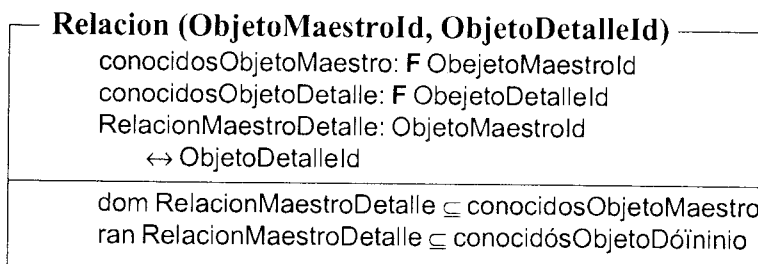 Relacion (ObjetoMaestroId, ObjetoDetalleId)
conocidosObjetoMaestro: F ObejetoMaestroId
conocidosObjetoDetalle: F ObejetoDetalleId
RelacionMaestroDetalle: ObjetoMaestroId
↔ ObjetoDetalleId
dom RelacionMaestroDetalle ⊆ conocidosObjetoMaestro
ran RelacionMaestroDetalle ⊆ conocidósObjetoDóïninio